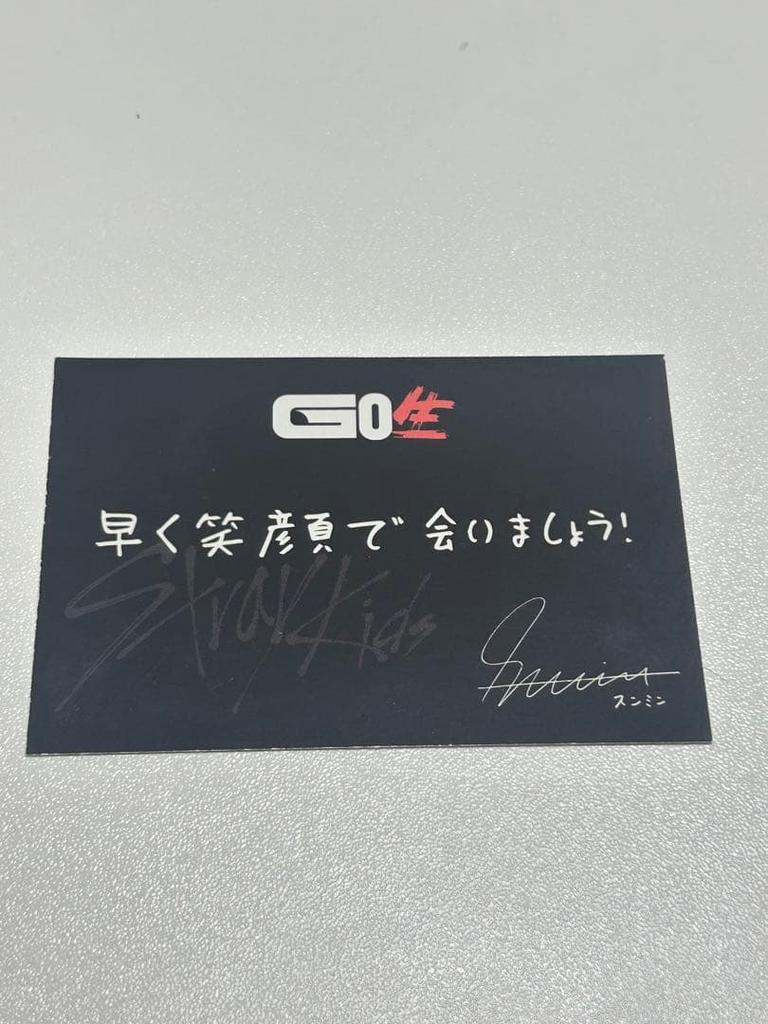 GO生
早く笑顔で会いましょう!
Stray Kids
Seungmin
スンミン